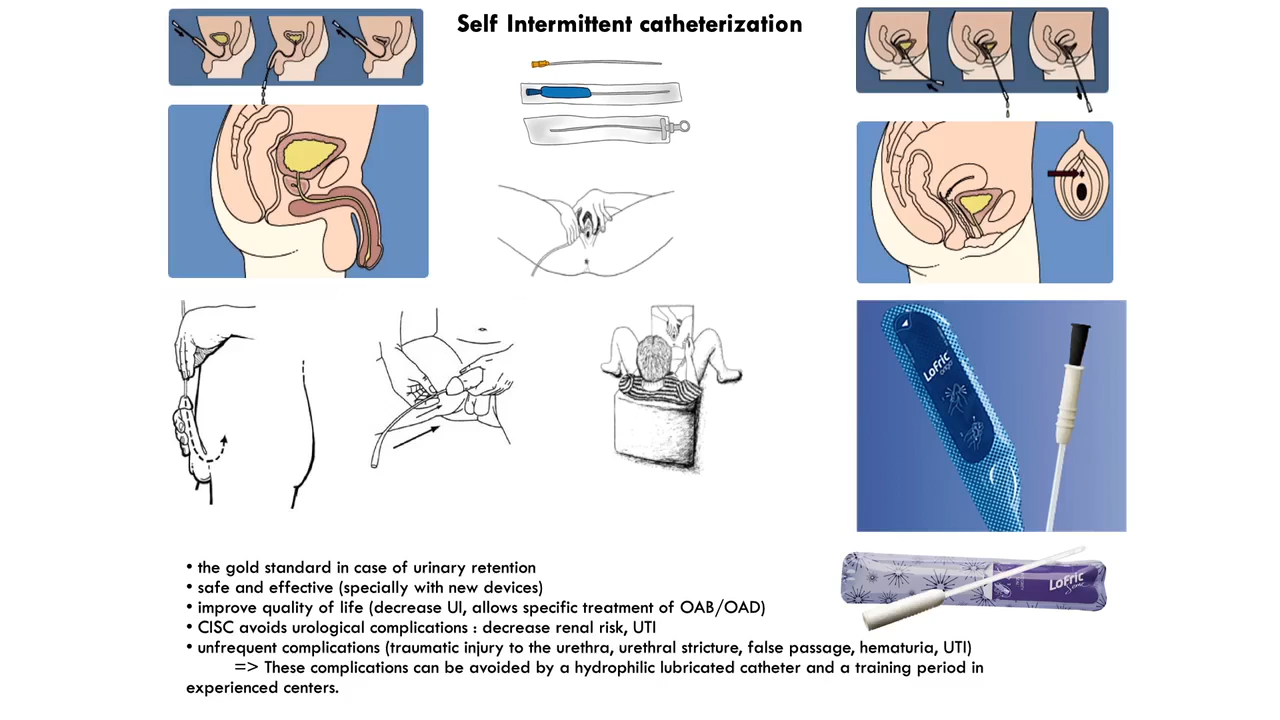 Self Intermittent catheterization
LoFric
origo
LoFric
Sense
• the gold standard in case of urinary retention
• safe and effective (specially with new devices)
• improve quality of life (decrease UI, allows specific treatment of OAB/OAD)
• CISC avoids urological complications : decrease renal risk, UTI
• unfrequent complications (traumatic injury to the urethra, urethral stricture, false passage, hematuria, UTI)
=> These complications can be avoided by a hydrophilic lubricated catheter and a training period in
experienced centers.